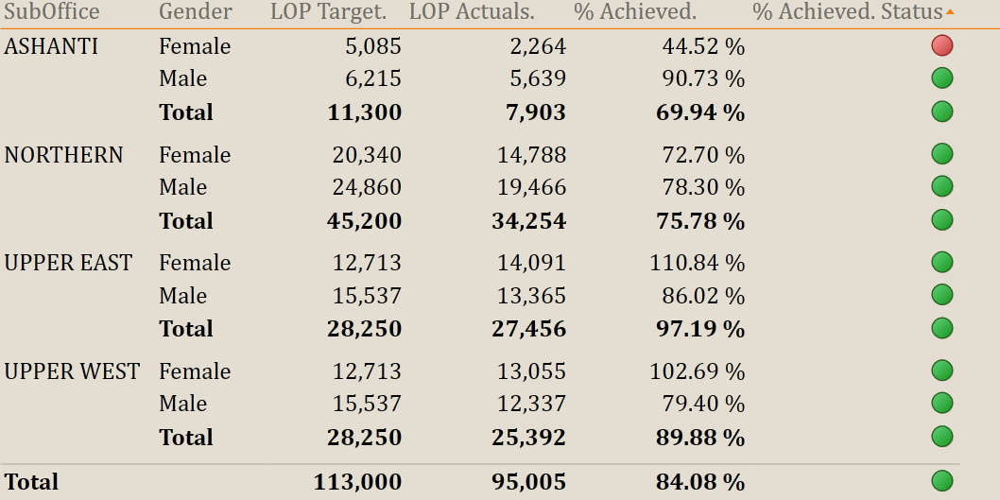 SubOffice Gender LOP Target. LOP Actuals. % Achieved. % Achieved. Status
ASHANTI Female 5,085 2,264 44.52 %
Male 6,215 5,639 90.73 %
Total 11,300 7,903 69.94 %
NORTHERN Female 20,340 14,788 72.70 %
Male 24,860 19,466 78.30 %
Total 45,200 34,254 75.78 %
UPPER EAST Female 12,713 14,091 110.84 %
Male 15,537 13,365 86.02 %
Total 28,250 27,456 97.19 %
UPPER WEST Female 12,713 13,055 102.69 %
Male 15,537 12,337 79.40 %
Total 28,250 25,392 89.88 %
Total 113,000 95,005 84.08 %